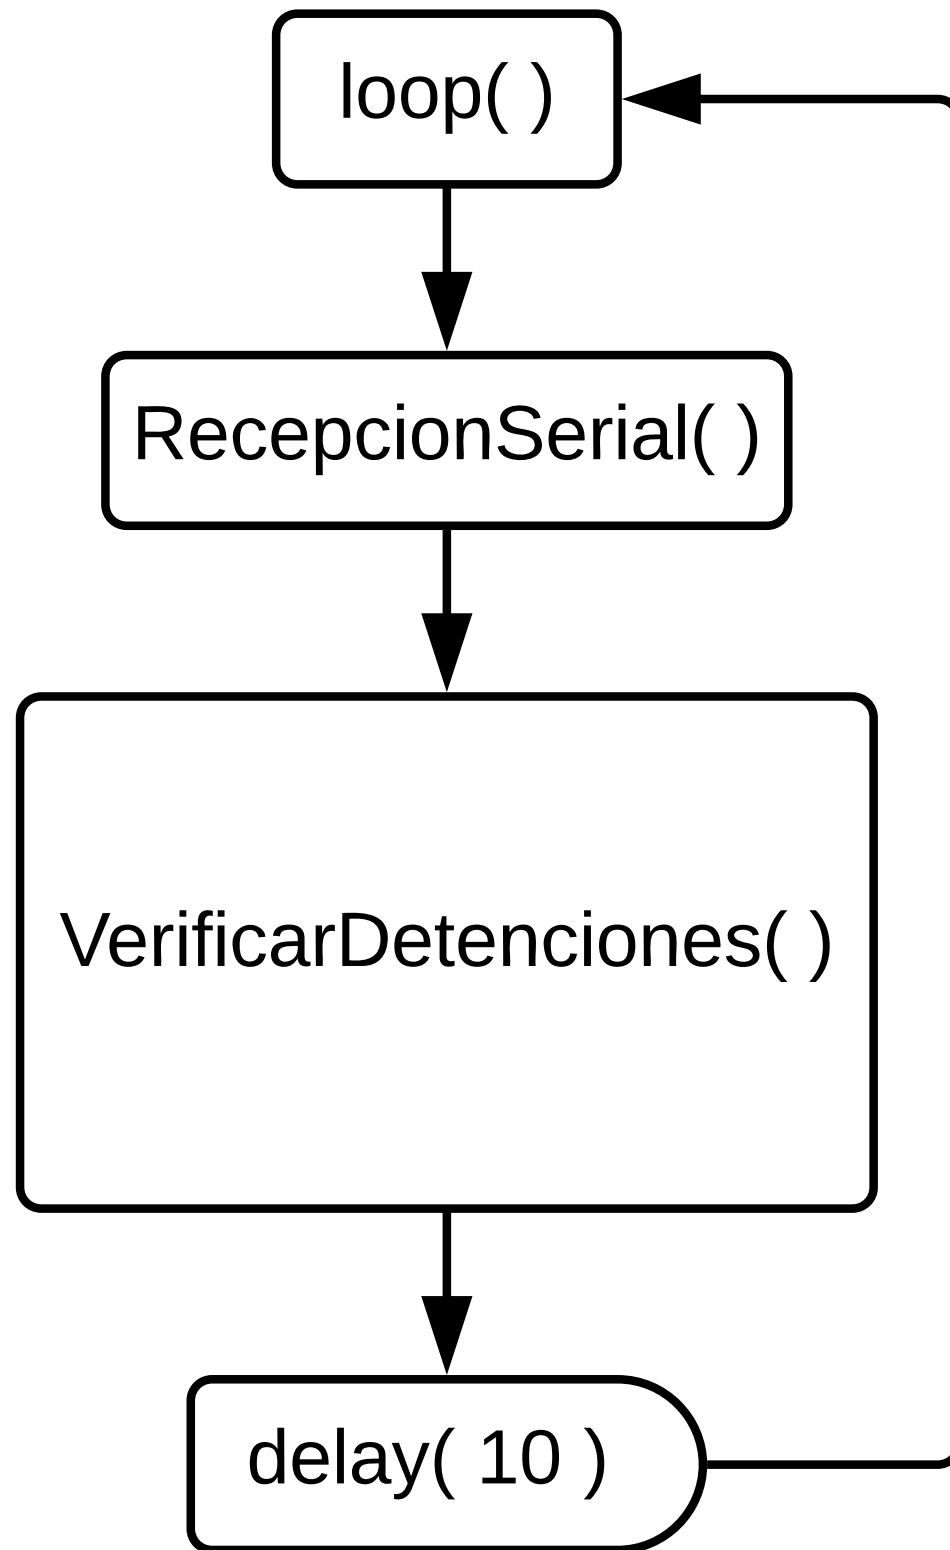 loop( )
RecepcionSerial( )
VerificarDetenciones( )
delay( 10 )